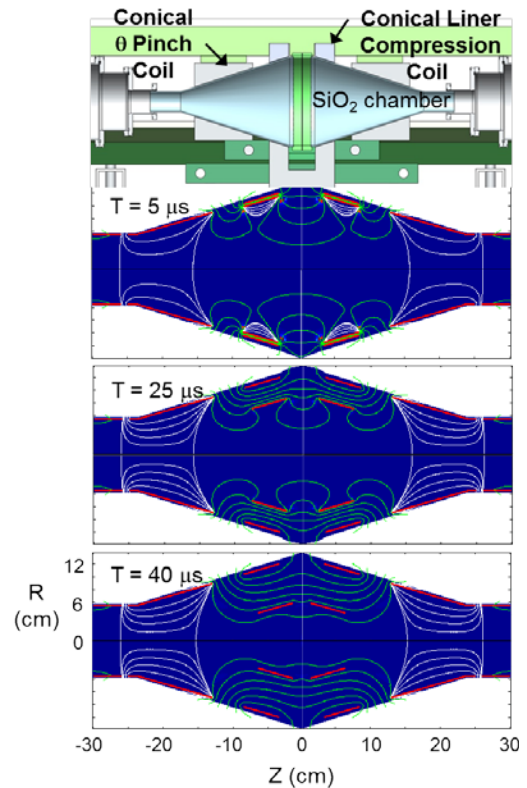 Conical
θ Pinch
Coil
Conical Liner
Compression
Coil
SiO₂ chamber
T = 5 μs
T = 25 μs
T = 40 μs
12
6
0
R
(cm)
-30 -20 -10 0 10 20 30
Z (cm)